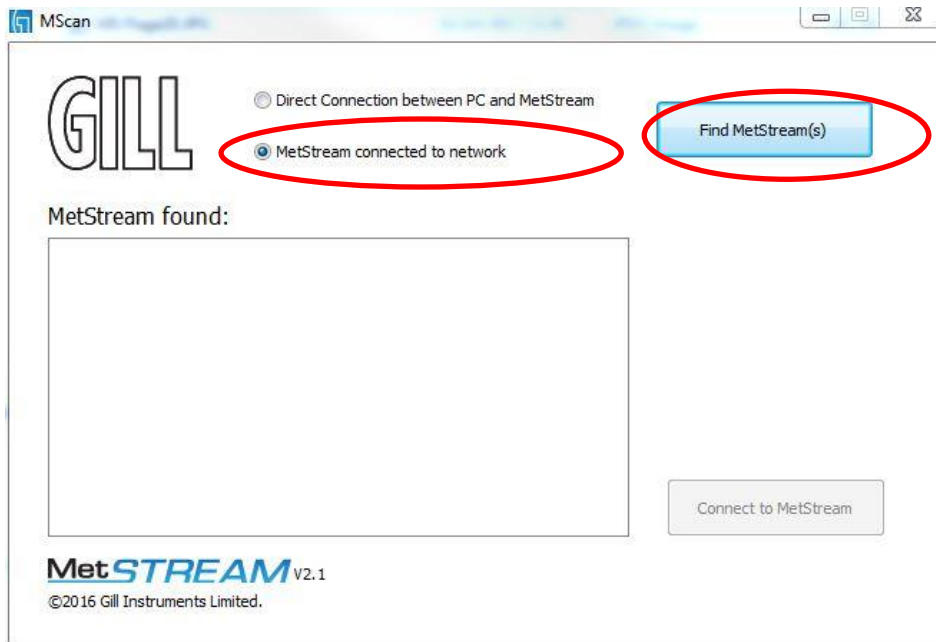 MScan
GILL
Direct Connection between PC and MetStream
MetStream connected to network
Find MetStream(s)
MetStream found:
Connect to MetStream
MetSTREAM V2.1
©2016 Gill Instruments Limited.